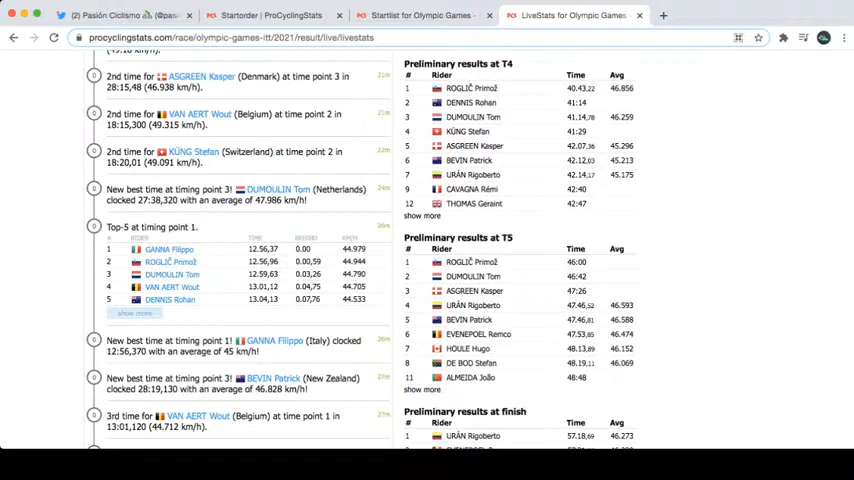 (2) Pasión Ciclismo 🚴 (@pasi
Startorder | ProCyclingStats
Startlist for Olympic Games -
LiveStats for Olympic Games
procyclingstats.com/race/olympic-games-itt/2021/result/live/livestats
2nd time for ASGREEN Kasper (Denmark) at time point 3 in
28:15,48 (46.938 km/h).
21m
2nd time for VAN AERT Wout (Belgium) at time point 2 in
18:15,300 (49.315 km/h).
21m
2nd time for KÜNG Stefan (Switzerland) at time point 2 in
18:20,01 (49.091 km/h).
22m
New best time at timing point 3! DUMOULIN Tom (Netherlands)
clocked 27:38,320 with an average of 47.986 km/h!
24m
Top-5 at timing point 1.
26m
# RIDER TIME BEHIND KM/H
1 GANNA Filippo 12.56,37 0.00 44.979
2 ROGLIČ Primož 12.56,96 0.00,59 44.944
3 DUMOULIN Tom 12.59,63 0.03,26 44.790
4 VAN AERT Wout 13.01,12 0.04,75 44.705
5 DENNIS Rohan 13.04,13 0.07,76 44.533
show more
New best time at timing point 1! GANNA Filippo (Italy) clocked
12:56,370 with an average of 45 km/h!
26m
New best time at timing point 3! BEVIN Patrick (New Zealand)
clocked 28:19,130 with an average of 46.828 km/h!
27m
3rd time for VAN AERT Wout (Belgium) at time point 1 in
13:01,120 (44.712 km/h).
27m
Preliminary results at T4
# Rider Time Avg
1 ROGLIČ Primož 40.43,22 46.856
2 DENNIS Rohan 41:14
3 DUMOULIN Tom 41.14,78 46.259
4 KÜNG Stefan 41:29
5 ASGREEN Kasper 42.07,36 45.296
6 BEVIN Patrick 42.12,03 45.213
7 URÁN Rigoberto 42.14,17 45.175
9 CAVAGNA Rémi 42:40
12 THOMAS Geraint 42:47
show more
Preliminary results at T5
# Rider Time Avg
1 ROGLIČ Primož 46:00
2 DUMOULIN Tom 46:42
3 ASGREEN Kasper 47:26
4 URÁN Rigoberto 47.46,52 46.593
5 BEVIN Patrick 47.46,81 46.588
6 EVENEPOEL Remco 47.53,85 46.474
7 HOULE Hugo 48.13,89 46.152
8 DE BOD Stefan 48.19,11 46.069
11 ALMEIDA João 48:48
show more
Preliminary results at finish
# Rider Time Avg
1 URÁN Rigoberto 57.18,69 46.273